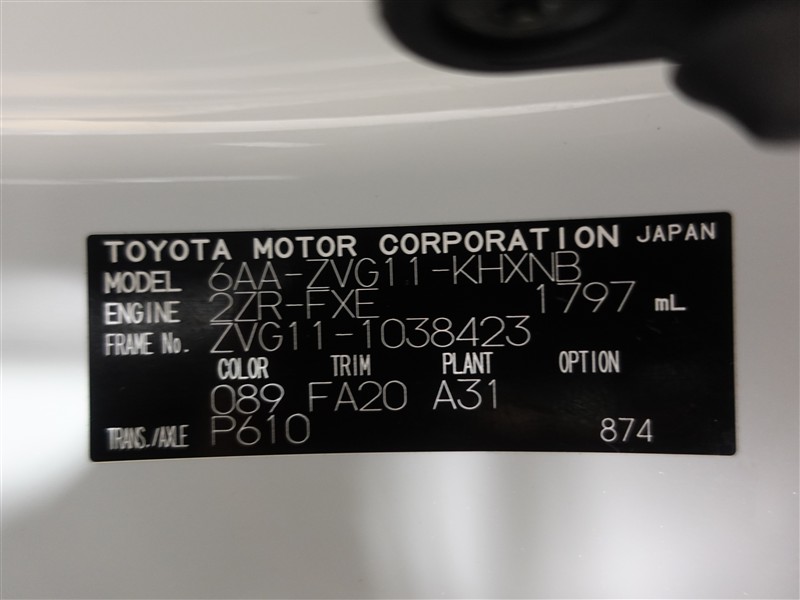 TOYOTA MOTOR CORPORATION JAPAN
MODEL 6AA-ZVG11-KHXNB
ENGINE 2ZR-FXE 1797 mL
FRAME No. ZVG11-1038423
COLOR TRIM PLANT OPTION
089 FA20 A31
TRANS./AXLE P610 874